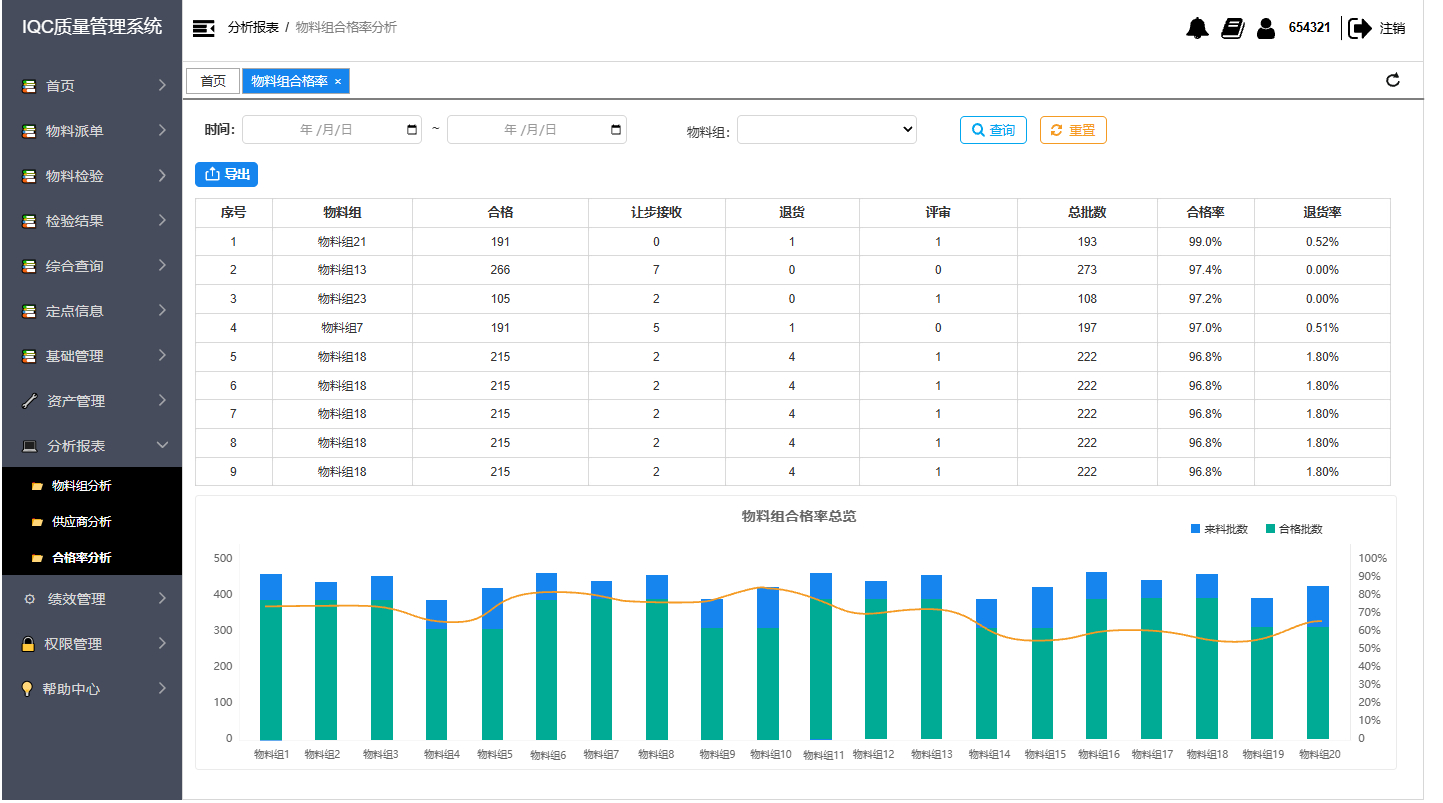 IQC质量管理系统
分析报表 / 物料组合格率分析
654321
注销
首页
物料派单
物料检验
检验结果
综合查询
定点信息
基础管理
资产管理
分析报表
物料组分析
供应商分析
合格率分析
绩效管理
权限管理
帮助中心
首页 物料组合格率 ×
时间: 年 /月/日 ~ 年 /月/日 物料组: 查询 重置
导出
序号 物料组 合格 让步接收 退货 评审 总批数 合格率 退货率
1 物料组21 191 0 1 1 193 99.0% 0.52%
2 物料组13 266 7 0 0 273 97.4% 0.00%
3 物料组23 105 2 0 1 108 97.2% 0.00%
4 物料组7 191 5 1 0 197 97.0% 0.51%
5 物料组18 215 2 4 1 222 96.8% 1.80%
6 物料组18 215 2 4 1 222 96.8% 1.80%
7 物料组18 215 2 4 1 222 96.8% 1.80%
8 物料组18 215 2 4 1 222 96.8% 1.80%
9 物料组18 215 2 4 1 222 96.8% 1.80%
物料组合格率总览
来料批数 合格批数
500
400
300
200
100
0
100%
90%
80%
70%
60%
50%
40%
30%
20%
10%
0
物料组1 物料组2 物料组3 物料组4 物料组5 物料组6 物料组7 物料组8 物料组9 物料组10 物料组11 物料组12 物料组13 物料组14 物料组15 物料组16 物料组17 物料组18 物料组19 物料组20